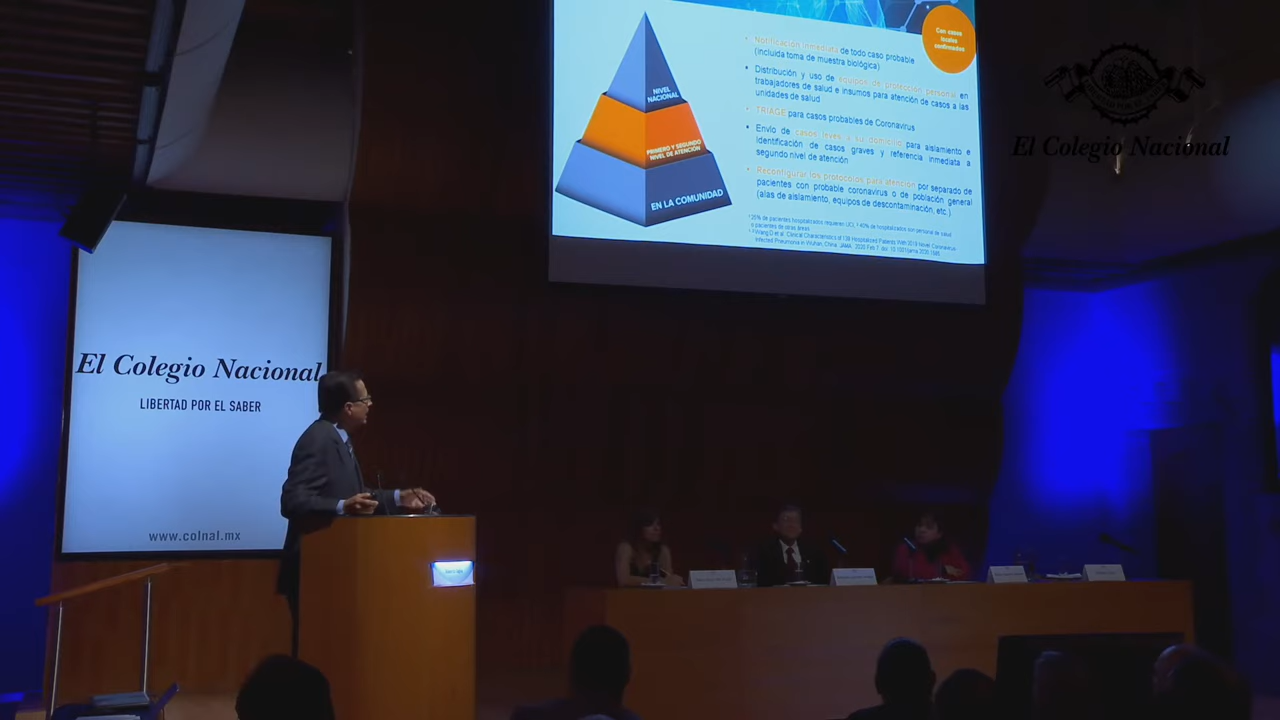 Con casos
locales
confirmados
• Notificación inmediata de todo caso probable
(incluida toma de muestra biológica)
• Distribución y uso de equipos de protección personal en
trabajadores de salud e insumos para atención de casos a las
unidades de salud
• TRIAGE para casos probables de Coronavirus
• Envío de casos leves a su domicilio para aislamiento e
identificación de casos graves y referencia inmediata a
segundo nivel de atención
• Reconfigurar los protocolos para atención por separado de
pacientes con probable coronavirus o de población general
(alas de aislamiento, equipos de descontaminación, etc.)
NIVEL
NACIONAL
PRIMERO Y SEGUNDO
NIVEL DE ATENCIÓN
EN LA COMUNIDAD
El Colegio Nacional
El Colegio Nacional
LIBERTAD POR EL SABER
www.colnal.mx